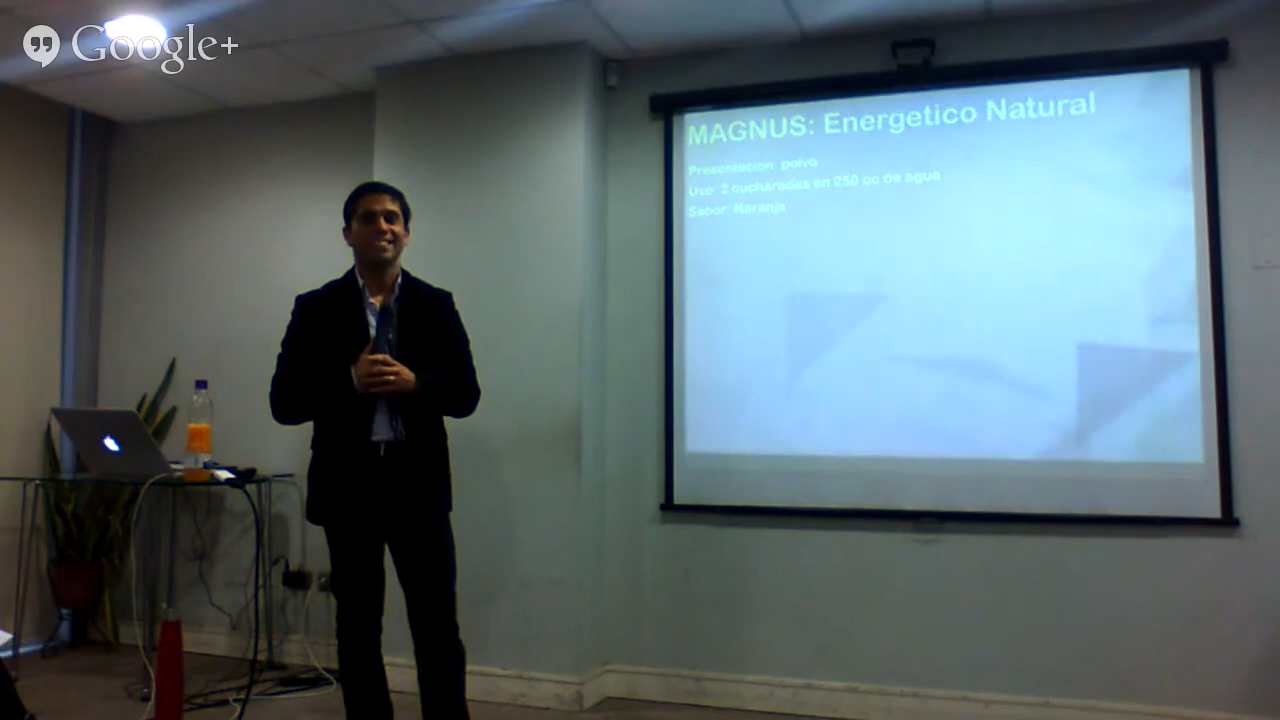 Google+
MAGNUS: Energetico Natural
Presentacion: polvo
Uso: 2 cucharadas en 250 cc de agua
Sabor: Naranja